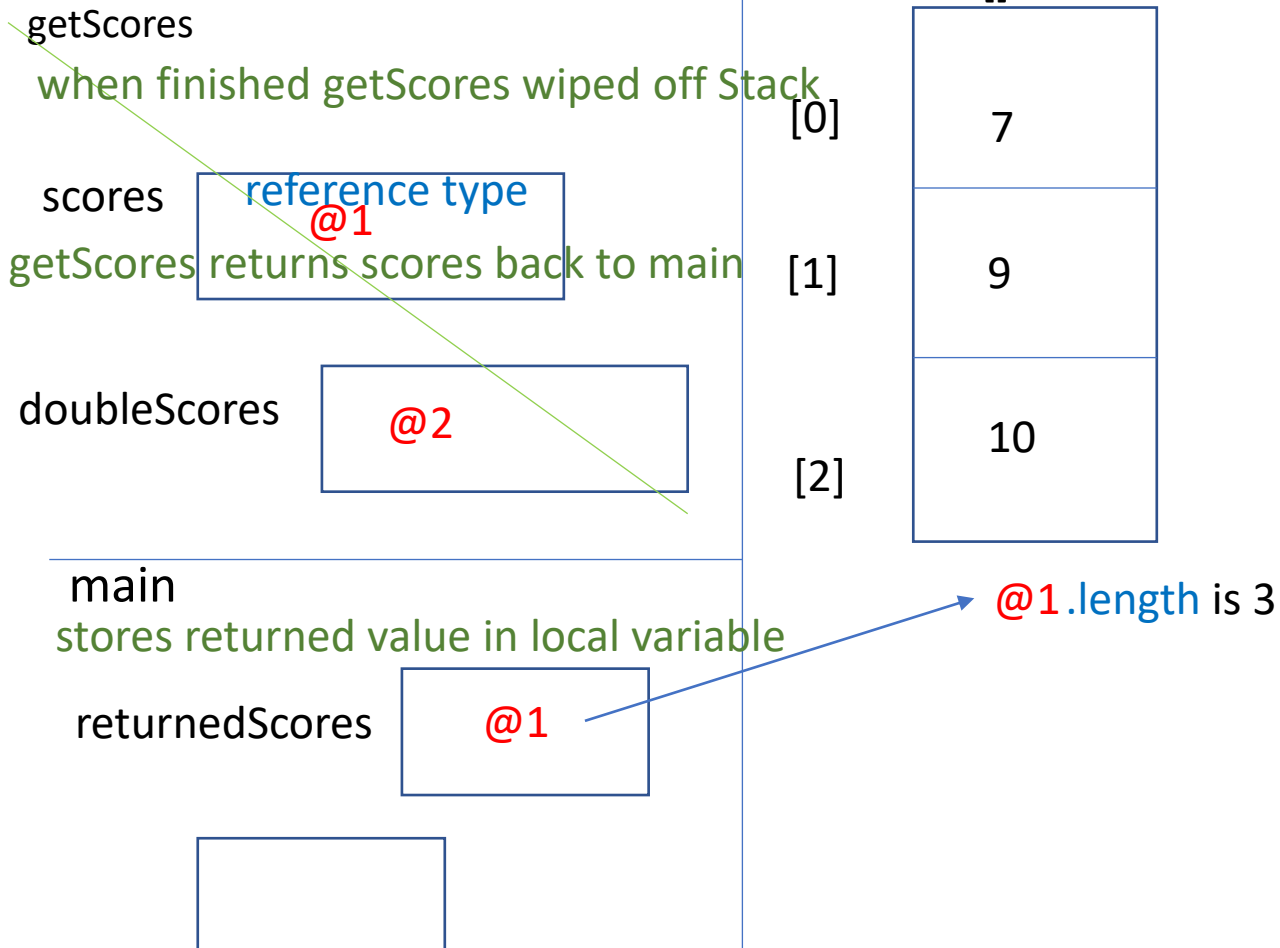 getScores
when finished getScores wiped off Stack
scores
reference type
@1
getScores returns scores back to main
doubleScores
@2
main
stores returned value in local variable
returnedScores
@1
[0]
7
[1]
9
[2]
10
@1.length is 3